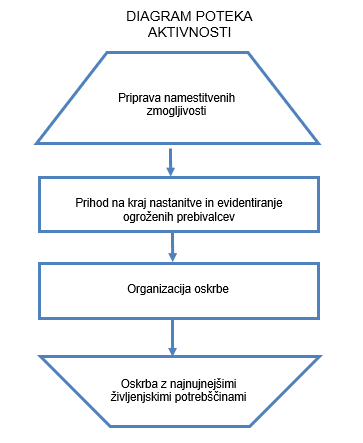 DIAGRAM POTEKA
AKTIVNOSTI
Priprava namestitvenih
zmogljivosti
Prihod na kraj nastanitve in evidentiranje
ogroženih prebivalcev
Organizacija oskrbe
Oskrba z najnujnejšimi
življenjskimi potrebščinami